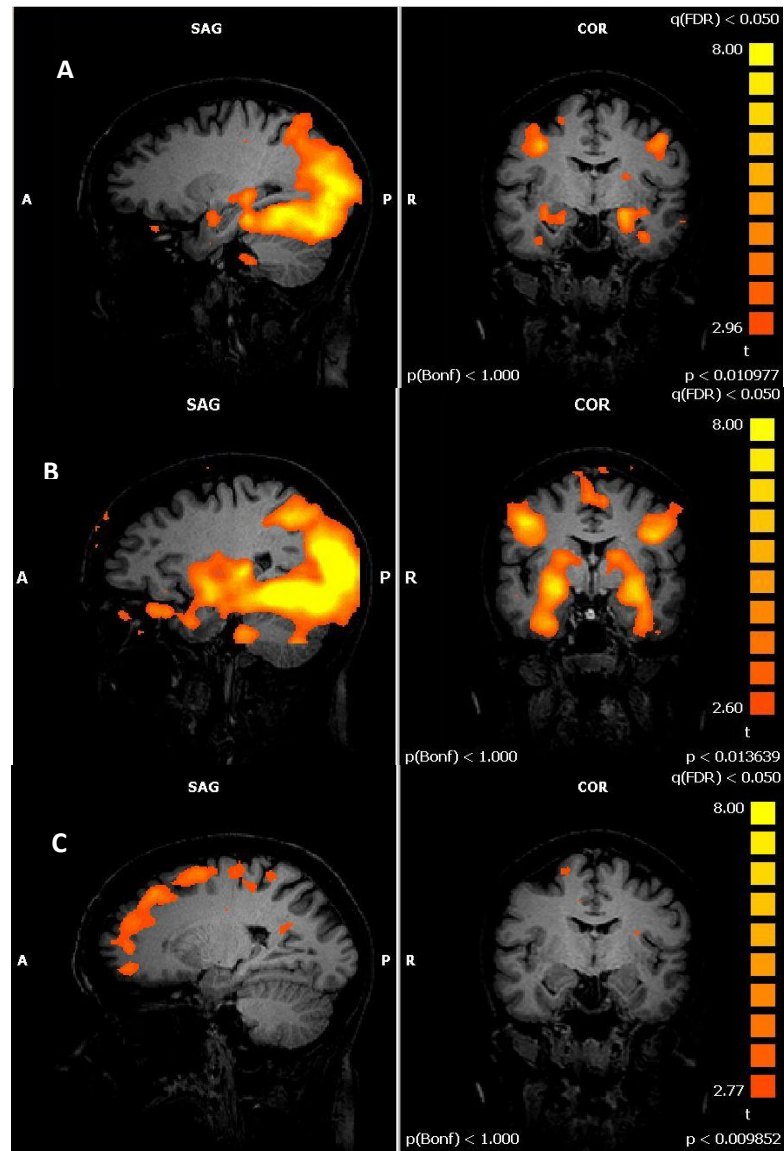 q(FDR) < 0.050
SAG
COR
8.00
A
A
P
R
2.96
t
p(Bonf) < 1.000
p < 0.010977
q(FDR) < 0.050
SAG
COR
8.00
B
A
P
R
2.60
t
p(Bonf) < 1.000
p < 0.013639
q(FDR) < 0.050
SAG
COR
8.00
C
A
P
R
2.77
t
p(Bonf) < 1.000
p < 0.009852